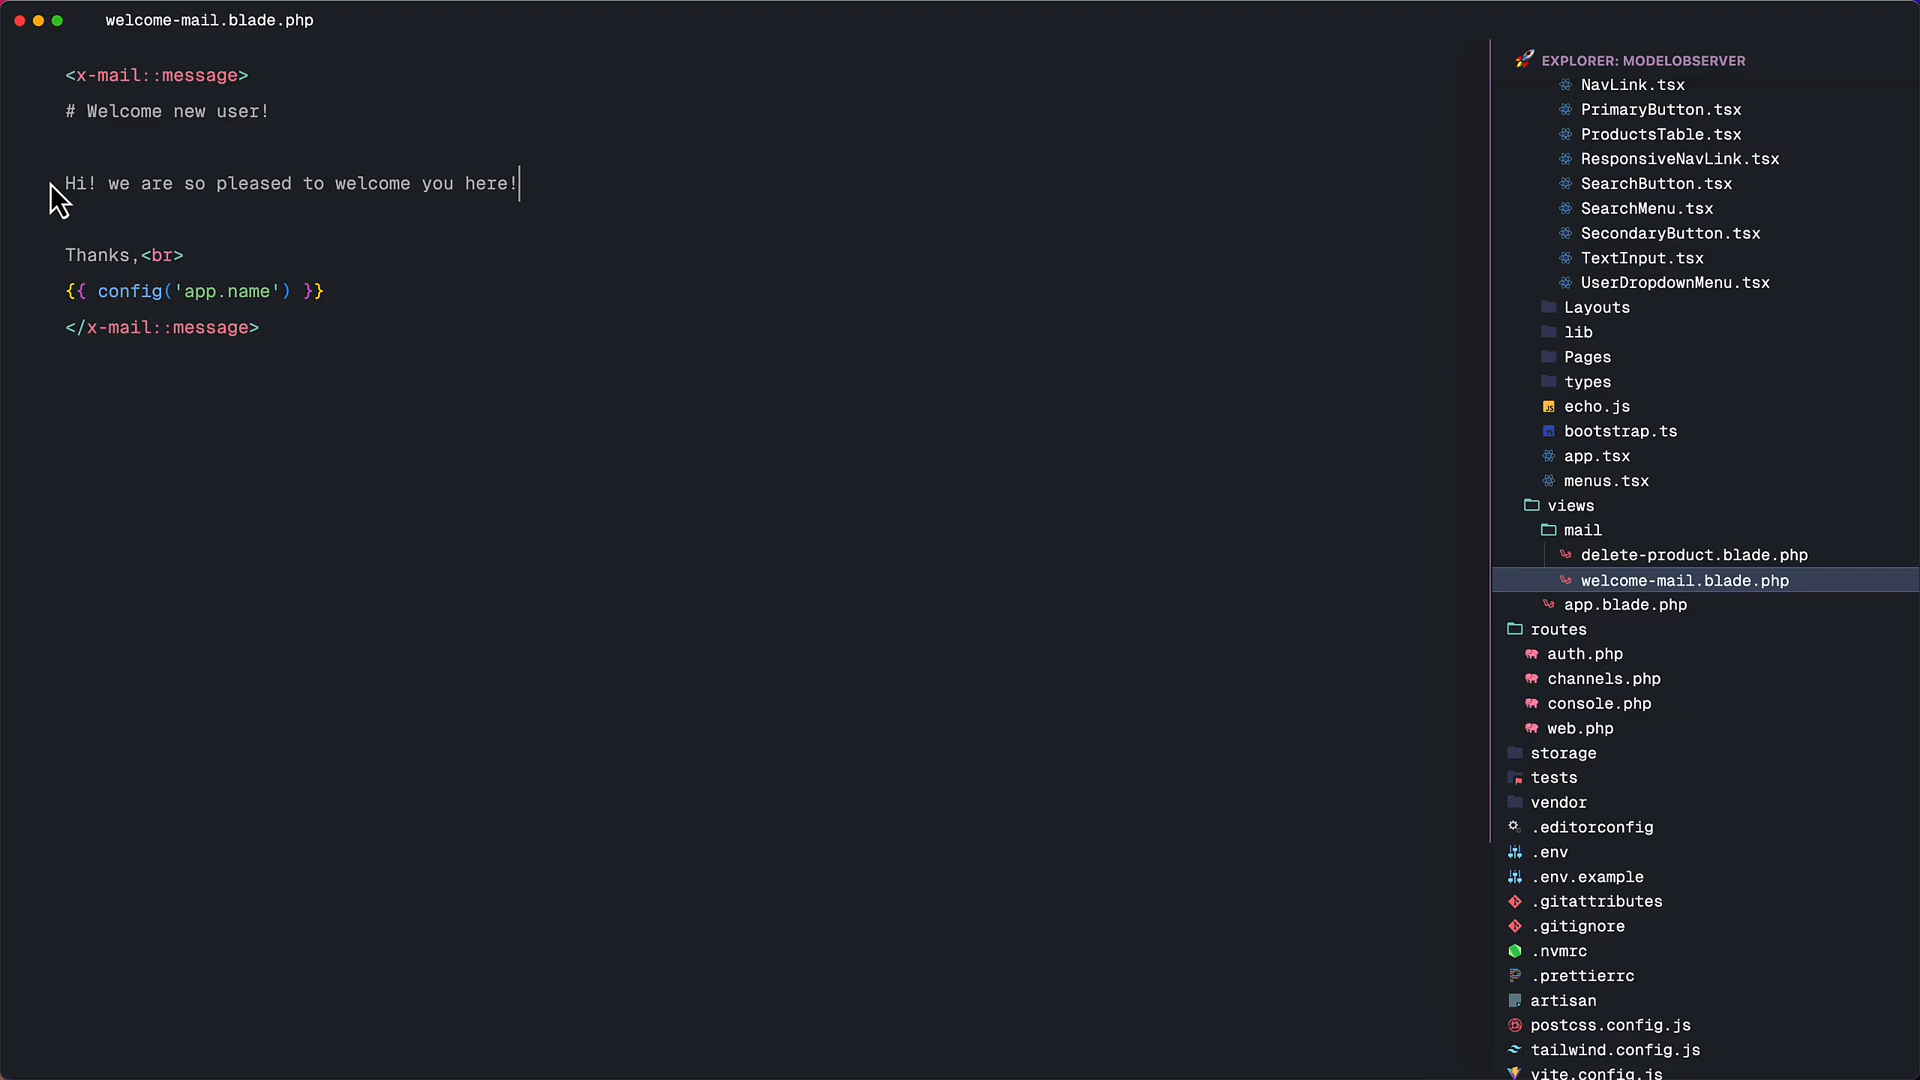 welcome-mail.blade.php
<x-mail::message>
# Welcome new user!
Hi! we are so pleased to welcome you here!
Thanks,<br>
{{ config('app.name') }}
</x-mail::message>
EXPLORER: MODELOBSERVER
NavLink.tsx
PrimaryButton.tsx
ProductsTable.tsx
ResponsiveNavLink.tsx
SearchButton.tsx
SearchMenu.tsx
SecondaryButton.tsx
TextInput.tsx
UserDropdownMenu.tsx
Layouts
lib
Pages
types
echo.js
bootstrap.ts
app.tsx
menus.tsx
views
mail
delete-product.blade.php
welcome-mail.blade.php
app.blade.php
routes
auth.php
channels.php
console.php
web.php
storage
tests
vendor
.editorconfig
.env
.env.example
.gitattributes
.gitignore
.nvmrc
.prettierrc
artisan
postcss.config.js
tailwind.config.js
vite.config.js